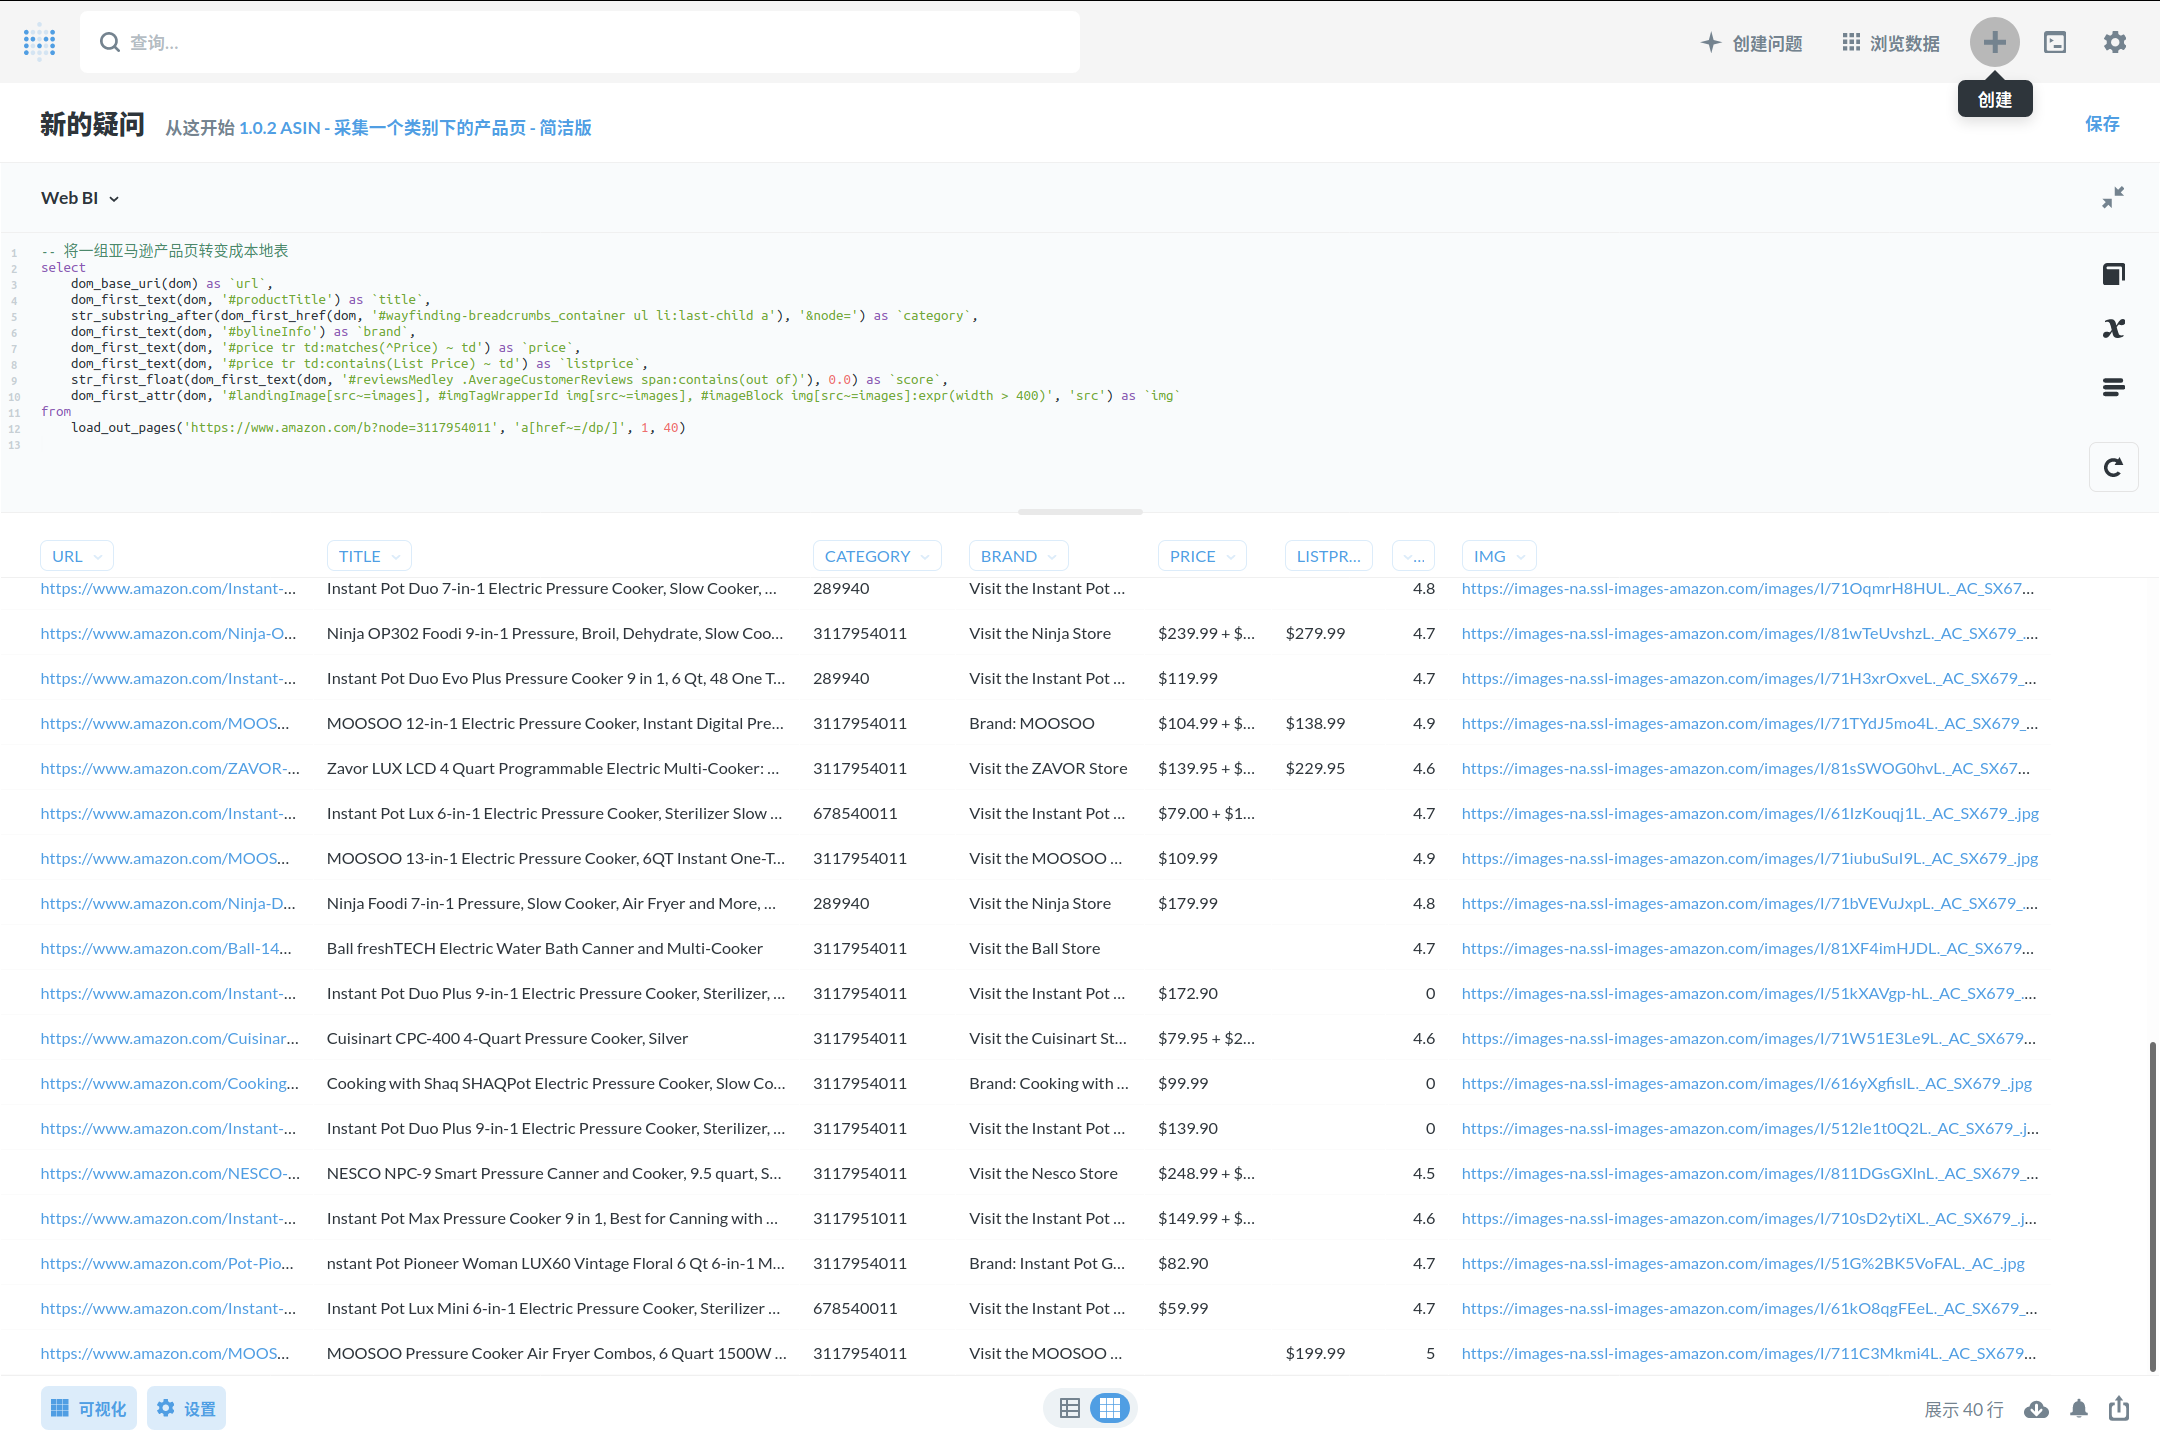 查询...
创建问题
浏览数据
创建
新的疑问 从这开始 1.0.2 ASIN - 采集一个类别下的产品页 - 简洁版
保存
Web BI
1 -- 将一组亚马逊产品页转变成本地表
2 select
3 dom_base_uri(dom) as `url`,
4 dom_first_text(dom, '#productTitle') as `title`,
5 str_substring_after(dom_first_href(dom, '#wayfinding-breadcrumbs_container ul li:last-child a'), '&node=') as `category`,
6 dom_first_text(dom, '#bylineInfo') as `brand`,
7 dom_first_text(dom, '#price tr td:matches(^Price) ~ td') as `price`,
8 dom_first_text(dom, '#price tr td:contains(List Price) ~ td') as `listprice`,
9 str_first_float(dom_first_text(dom, '#reviewsMedley .AverageCustomerReviews span:contains(out of)'), 0.0) as `score`,
10 dom_first_attr(dom, '#landingImage[src~=images], #imgTagWrapperId img[src~=images], #imageBlock img[src~=images]:expr(width > 400)', 'src') as `img`
11 from
12 load_out_pages('https://www.amazon.com/b?node=3117954011', 'a[href~=/dp/]', 1, 40)
13
URL TITLE CATEGORY BRAND PRICE LISTPR... ... IMG
https://www.amazon.com/Instant-... Instant Pot Duo 7-in-1 Electric Pressure Cooker, Slow Cooker, ... 289940 Visit the Instant Pot ... 4.8 https://images-na.ssl-images-amazon.com/images/I/71OqmrH8HUL._AC_SX67...
https://www.amazon.com/Ninja-O... Ninja OP302 Foodi 9-in-1 Pressure, Broil, Dehydrate, Slow Coo... 3117954011 Visit the Ninja Store $239.99 + $... $279.99 4.7 https://images-na.ssl-images-amazon.com/images/I/81wTeUvshzL._AC_SX679_....
https://www.amazon.com/Instant-... Instant Pot Duo Evo Plus Pressure Cooker 9 in 1, 6 Qt, 48 One T... 289940 Visit the Instant Pot ... $119.99 4.7 https://images-na.ssl-images-amazon.com/images/I/71H3xrOxveL._AC_SX679_...
https://www.amazon.com/MOOS... MOOSOO 12-in-1 Electric Pressure Cooker, Instant Digital Pre... 3117954011 Brand: MOOSOO $104.99 + $... $138.99 4.9 https://images-na.ssl-images-amazon.com/images/I/71TYdJ5mo4L._AC_SX679_...
https://www.amazon.com/ZAVOR-... Zavor LUX LCD 4 Quart Programmable Electric Multi-Cooker: ... 3117954011 Visit the ZAVOR Store $139.95 + $... $229.95 4.6 https://images-na.ssl-images-amazon.com/images/I/81sSWOG0hvL._AC_SX67...
https://www.amazon.com/Instant-... Instant Pot Lux 6-in-1 Electric Pressure Cooker, Sterilizer Slow ... 678540011 Visit the Instant Pot ... $79.00 + $1... 4.7 https://images-na.ssl-images-amazon.com/images/I/61IzKouqj1L._AC_SX679_.jpg
https://www.amazon.com/MOOS... MOOSOO 13-in-1 Electric Pressure Cooker, 6QT Instant One-T... 3117954011 Visit the MOOSOO ... $109.99 4.9 https://images-na.ssl-images-amazon.com/images/I/71iubuSuI9L._AC_SX679_.jpg
https://www.amazon.com/Ninja-D... Ninja Foodi 7-in-1 Pressure, Slow Cooker, Air Fryer and More, ... 289940 Visit the Ninja Store $179.99 4.8 https://images-na.ssl-images-amazon.com/images/I/71bVEVuJxpL._AC_SX679_....
https://www.amazon.com/Ball-14... Ball freshTECH Electric Water Bath Canner and Multi-Cooker 3117954011 Visit the Ball Store 4.7 https://images-na.ssl-images-amazon.com/images/I/81XF4imHJDL._AC_SX679...
https://www.amazon.com/Instant-... Instant Pot Duo Plus 9-in-1 Electric Pressure Cooker, Sterilizer, ... 3117954011 Visit the Instant Pot ... $172.90 0 https://images-na.ssl-images-amazon.com/images/I/51kXAVgp-hL._AC_SX679_....
https://www.amazon.com/Cuisinar... Cuisinart CPC-400 4-Quart Pressure Cooker, Silver 3117954011 Visit the Cuisinart St... $79.95 + $2... 4.6 https://images-na.ssl-images-amazon.com/images/I/71W51E3Le9L._AC_SX679...
https://www.amazon.com/Cooking... Cooking with Shaq SHAQPot Electric Pressure Cooker, Slow Co... 3117954011 Brand: Cooking with ... $99.99 0 https://images-na.ssl-images-amazon.com/images/I/616yXgfislL._AC_SX679_.jpg
https://www.amazon.com/Instant-... Instant Pot Duo Plus 9-in-1 Electric Pressure Cooker, Sterilizer, ... 3117954011 Visit the Instant Pot ... $139.90 0 https://images-na.ssl-images-amazon.com/images/I/512Ie1t0Q2L._AC_SX679_.j...
https://www.amazon.com/NESCO-... NESCO NPC-9 Smart Pressure Canner and Cooker, 9.5 quart, S... 3117954011 Visit the Nesco Store $248.99 + $... 4.5 https://images-na.ssl-images-amazon.com/images/I/811DGsGXlnL._AC_SX679_...
https://www.amazon.com/Instant-... Instant Pot Max Pressure Cooker 9 in 1, Best for Canning with ... 3117951011 Visit the Instant Pot ... $149.99 + $... 4.6 https://images-na.ssl-images-amazon.com/images/I/710sD2ytiXL._AC_SX679_.j...
https://www.amazon.com/Pot-Pio... nstant Pot Pioneer Woman LUX60 Vintage Floral 6 Qt 6-in-1 M... 3117954011 Brand: Instant Pot G... $82.90 4.7 https://images-na.ssl-images-amazon.com/images/I/51G%2BK5VoFAL._AC_.jpg
https://www.amazon.com/Instant-... Instant Pot Lux Mini 6-in-1 Electric Pressure Cooker, Sterilizer ... 678540011 Visit the Instant Pot ... $59.99 4.7 https://images-na.ssl-images-amazon.com/images/I/61kO8qgFEeL._AC_SX679_...
https://www.amazon.com/MOOS... MOOSOO Pressure Cooker Air Fryer Combos, 6 Quart 1500W ... 3117954011 Visit the MOOSOO ... $199.99 5 https://images-na.ssl-images-amazon.com/images/I/711C3Mkmi4L._AC_SX679...
可视化 设置 展示 40 行